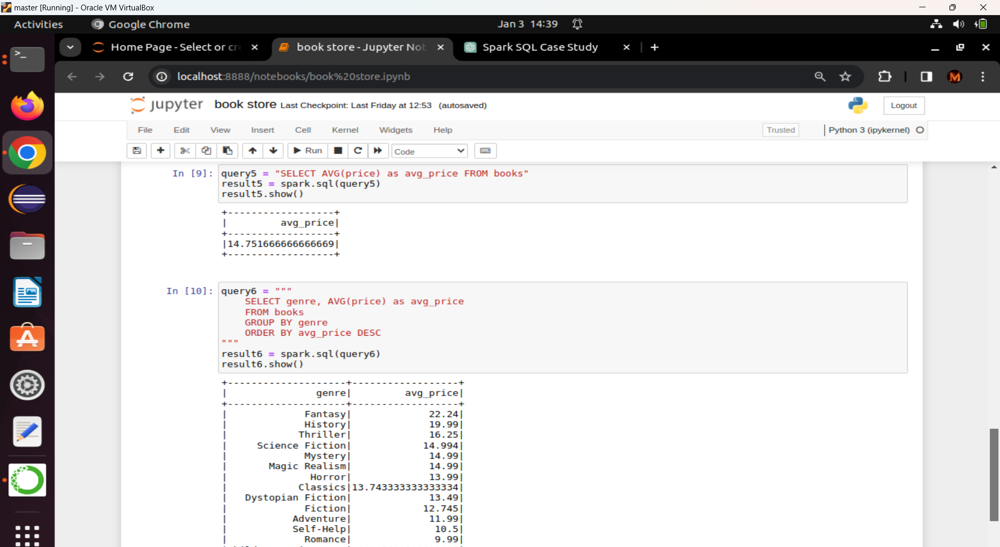 master [Running] - Oracle VM VirtualBox
Activities
Google Chrome
Jan 3 14:39
Home Page - Select or cre
book store - Jupyter Not
Spark SQL Case Study
localhost:8888/notebooks/book%20store.ipynb
jupyter
book store Last Checkpoint: Last Friday at 12:53 (autosaved)
Logout
File Edit View Insert Cell Kernel Widgets Help
Trusted
Python 3 (ipykernel)
Run
Code
In [9]: query5 = "SELECT AVG(price) as avg_price FROM books"
result5 = spark.sql(query5)
result5.show()
+------------------+
|         avg_price|
+------------------+
|14.751666666666669|
+------------------+
In [10]: query6 = """
    SELECT genre, AVG(price) as avg_price
    FROM books
    GROUP BY genre
    ORDER BY avg_price DESC
"""
result6 = spark.sql(query6)
result6.show()
+--------------------+------------------+
|               genre|         avg_price|
+--------------------+------------------+
|             Fantasy|             22.24|
|             History|             19.99|
|            Thriller|             16.25|
|     Science Fiction|            14.994|
|             Mystery|             14.99|
|       Magic Realism|             14.99|
|              Horror|             13.99|
|            Classics|13.743333333333334|
|   Dystopian Fiction|             13.49|
|             Fiction|            12.745|
|           Adventure|             11.99|
|           Self-Help|              10.5|
|             Romance|              9.99|